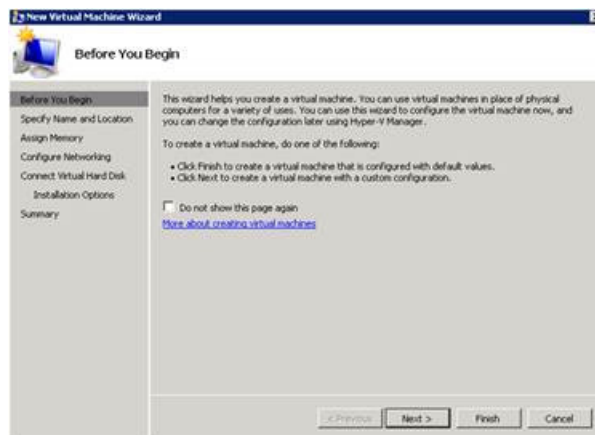 New Virtual Machine Wizard
Before You Begin
Before You Begin
Specify Name and Location
Assign Memory
Configure Networking
Connect Virtual Hard Disk
Installation Options
Summary
This wizard helps you create a virtual machine. You can use virtual machines in place of physical
computers for a variety of uses. You can use this wizard to configure the virtual machine now, and
you can change the configuration later using Hyper-V Manager.
To create a virtual machine, do one of the following:
• Click Finish to create a virtual machine that is configured with default values.
• Click Next to create a virtual machine with a custom configuration.
Do not show this page again
More about creating virtual machines
< Previous
Next >
Finish
Cancel